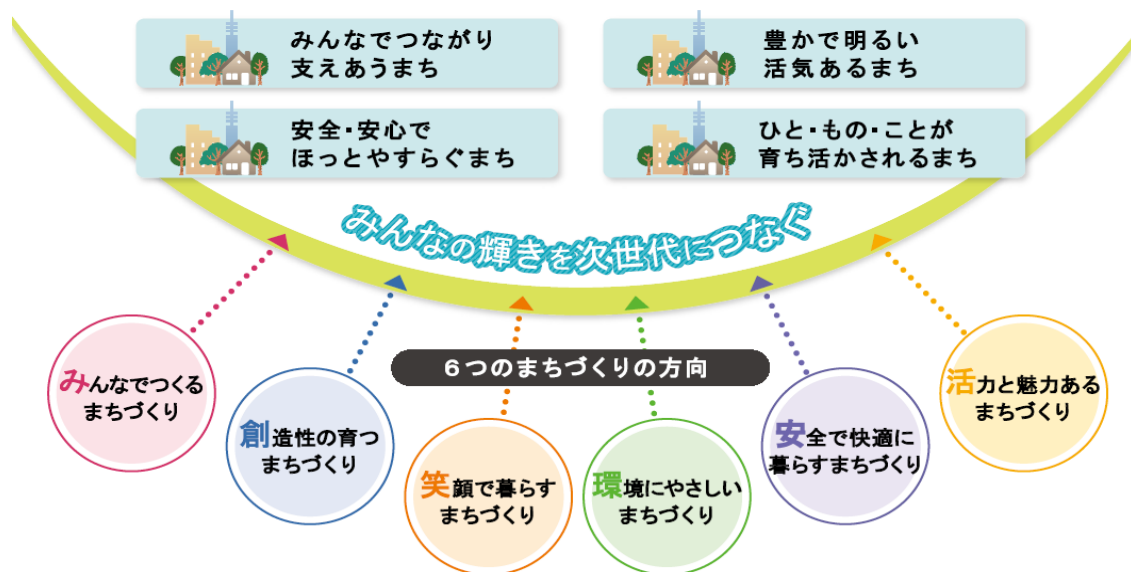 みんなでつながり
支えあうまち
豊かで明るい
活気あるまち
安全・安心で
ほっとやすらぐまち
ひと・もの・ことが
育ち活かされるまち
みんなの輝きを次世代につなぐ
6つのまちづくりの方向
みんなでつくる
まちづくり
創造性の育つ
まちづくり
笑顔で暮らす
まちづくり
環境にやさしい
まちづくり
安全で快適に
暮らすまちづくり
活力と魅力ある
まちづくり